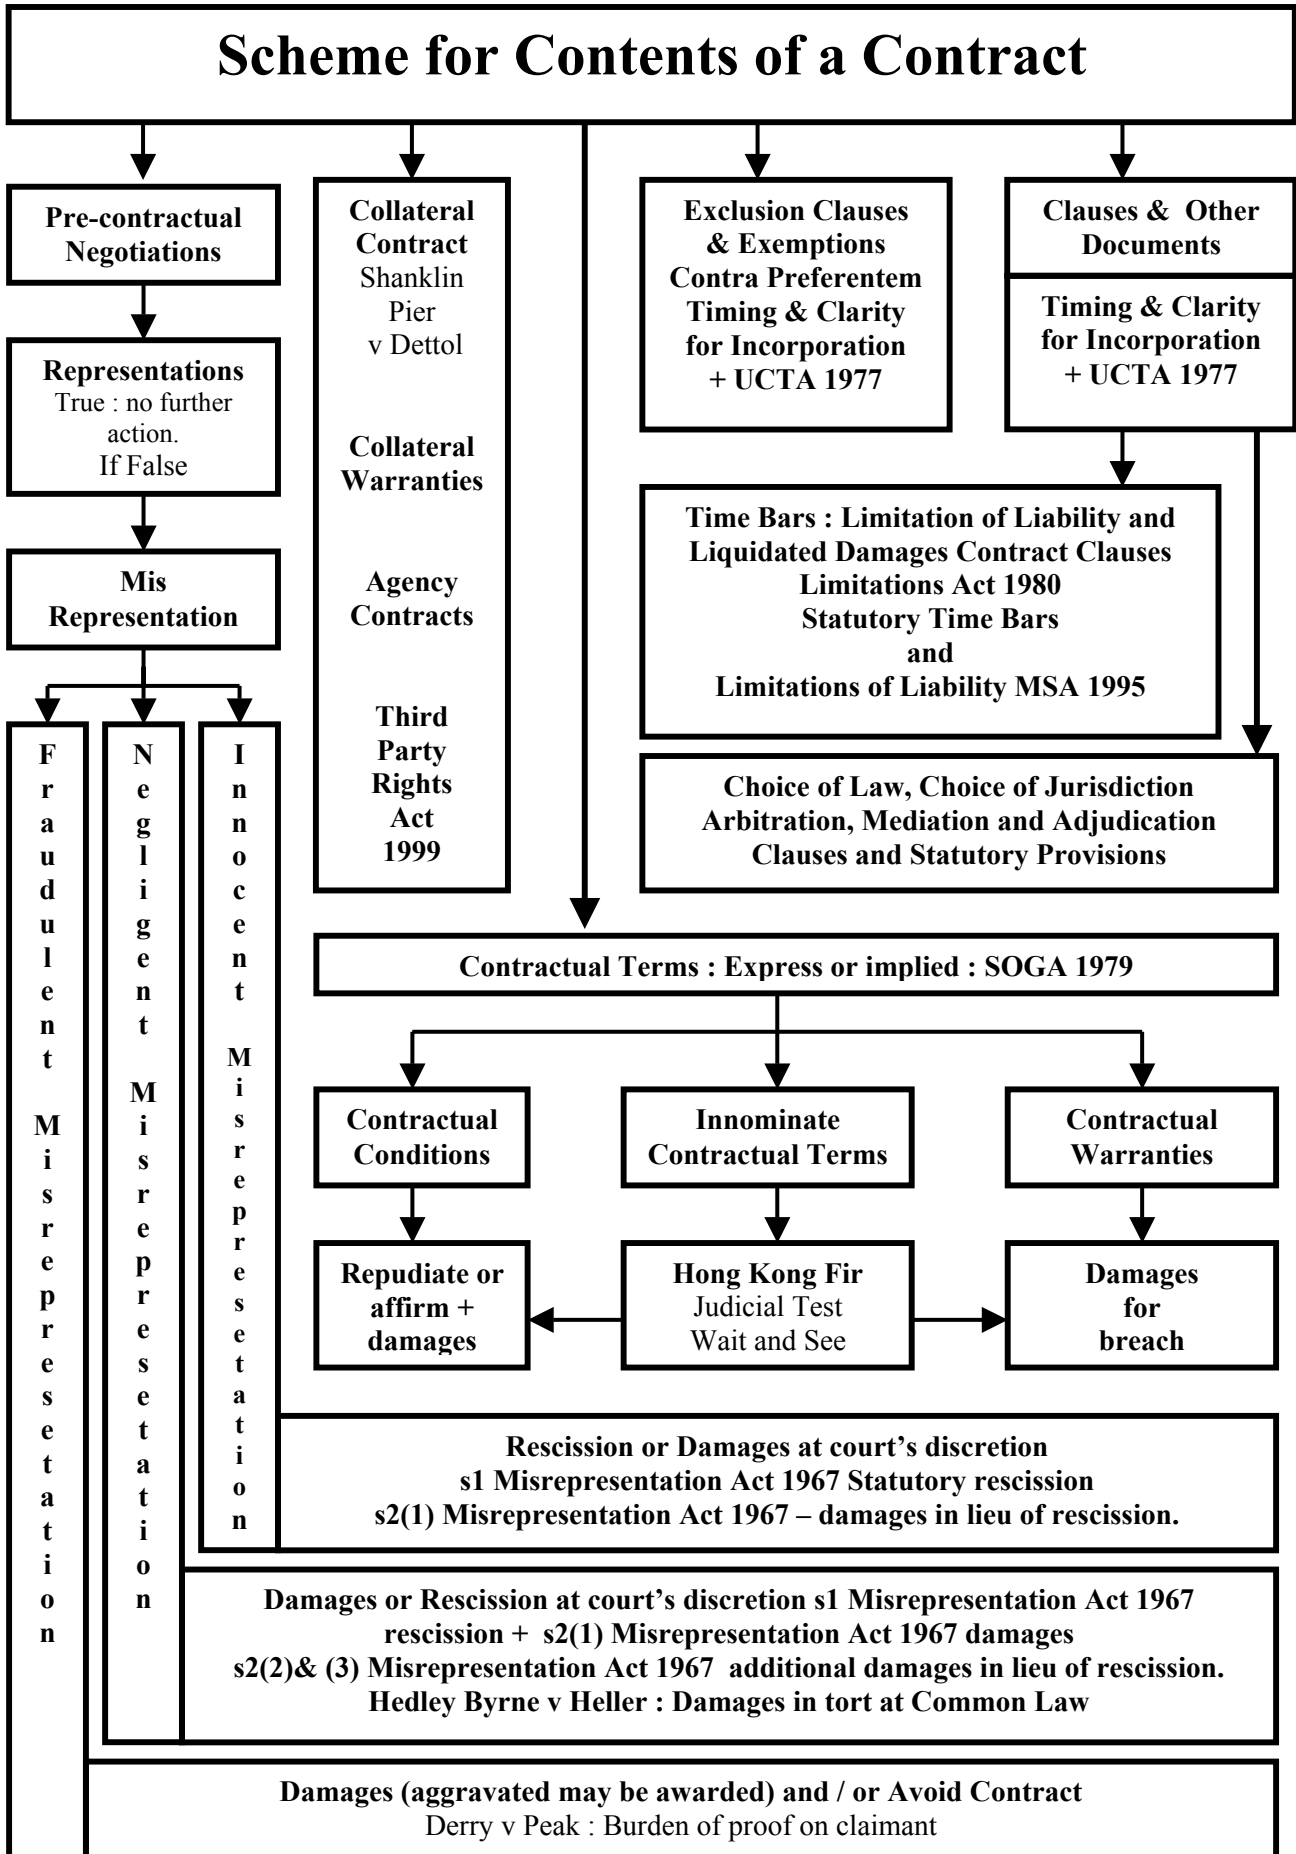 Scheme for Contents of a Contract
Pre-contractual
Negotiations
Representations
True : no further
action.
If False
Mis
Representation
Fraudulent Misrepresetation
Negligent Misrepresetation
Innocent Misrepresetation
Collateral
Contract
Shanklin
Pier
v Dettol
Collateral
Warranties
Agency
Contracts
Third
Party
Rights
Act
1999
Exclusion Clauses
& Exemptions
Contra Preferentem
Timing & Clarity
for Incorporation
+ UCTA 1977
Clauses & Other
Documents
Timing & Clarity
for Incorporation
+ UCTA 1977
Time Bars : Limitation of Liability and
Liquidated Damages Contract Clauses
Limitations Act 1980
Statutory Time Bars
and
Limitations of Liability MSA 1995
Choice of Law, Choice of Jurisdiction
Arbitration, Mediation and Adjudication
Clauses and Statutory Provisions
Contractual Terms : Express or implied : SOGA 1979
Contractual
Conditions
Innominate
Contractual Terms
Contractual
Warranties
Repudiate or
affirm +
damages
Hong Kong Fir
Judicial Test
Wait and See
Damages
for
breach
Rescission or Damages at court’s discretion
s1 Misrepresentation Act 1967 Statutory rescission
s2(1) Misrepresentation Act 1967 – damages in lieu of rescission.
Damages or Rescission at court’s discretion s1 Misrepresentation Act 1967
rescission + s2(1) Misrepresentation Act 1967 damages
s2(2)& (3) Misrepresentation Act 1967 additional damages in lieu of rescission.
Hedley Byrne v Heller : Damages in tort at Common Law
Damages (aggravated may be awarded) and / or Avoid Contract
Derry v Peak : Burden of proof on claimant